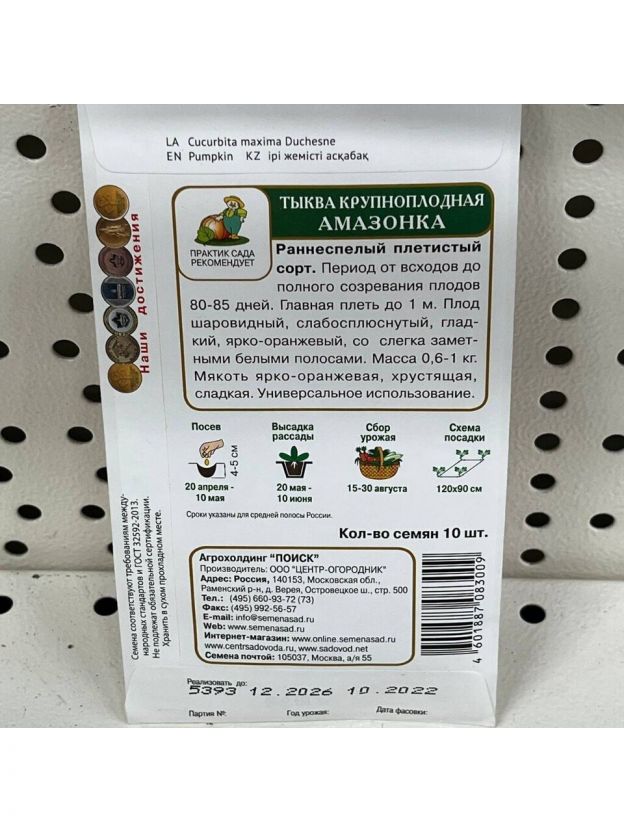 LA Cucurbita maxima Duchesne
EN Pumpkin KZ ірі жемісті асқабақ
ТЫКВА КРУПНОПЛОДНАЯ
АМАЗОНКА
ПРАКТИК САДА
РЕКОМЕНДУЕТ
Раннеспелый плетистый
сорт. Период от всходов до
полного созревания плодов
80-85 дней. Главная плеть до 1 м. Плод
шаровидный, слабосплюснутый, глад-
кий, ярко-оранжевый, со слегка замет-
ными белыми полосами. Масса 0,6-1 кг.
Мякоть ярко-оранжевая, хрустящая,
сладкая. Универсальное использование.
Наши достижения
Посев
4-5 см
20 апреля -
10 мая
Высадка
рассады
20 мая -
10 июня
Сбор
урожая
15-30 августа
Схема
посадки
120х90 см
Сроки указаны для средней полосы России.
Кол-во семян 10 шт.
Семена соответствуют требованиям между-
народных стандартов и ГОСТ 32592-2013.
Не подлежат обязательной сертификации.
Хранить в сухом прохладном месте.
Агрохолдинг "ПОИСК"
Производитель: ООО "ЦЕНТР-ОГОРОДНИК"
Адрес: Россия, 140153, Московская обл.,
Раменский р-н, д. Верея, Островецкое ш., стр. 500
Тел.: (495) 660-93-72 (73)
Факс: (495) 992-56-57
E-mail: info@semenasad.ru
Web: www.semenasad.ru
Интернет-магазин: www.online.semenasad.ru
www.centrsadovoda.ru, www.sadovod.net
Семена почтой: 105037, Москва, а/я 55
4 601887 083009
Реализовать до:
5393 12.2026 10.2022
Партия №: Год урожая: Дата фасовки: